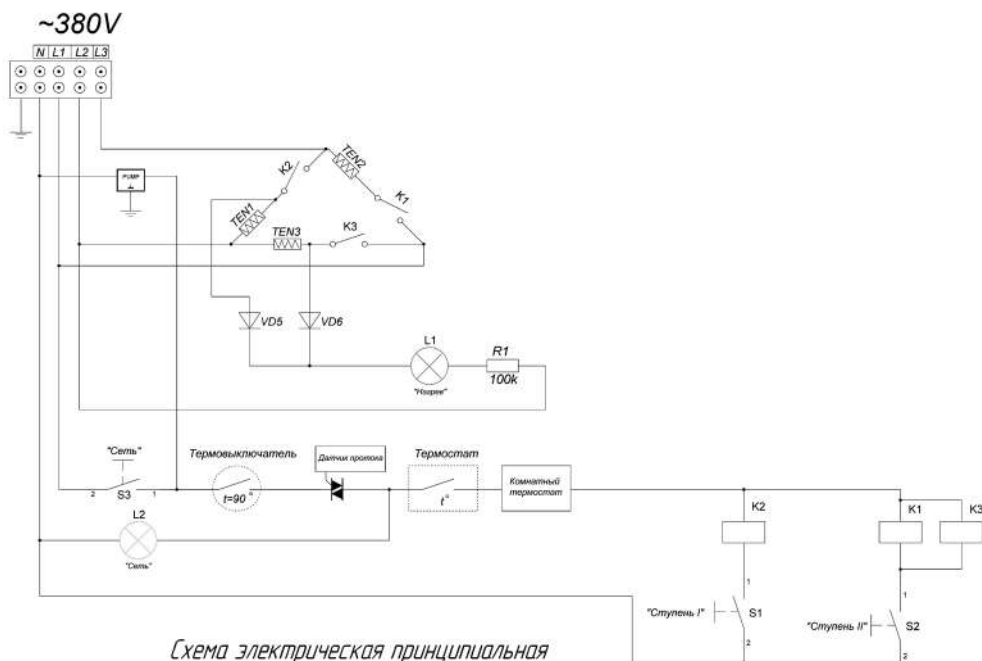 ~380V
N L1 L2 L3
PUMP
K2
TEN2
TEN1
K1
TEN3
K3
VD5
VD6
L1
"Нагрев"
R1
100k
"Сеть"
2
S3
1
Термовыключатель
t=90°
Датчик протока
Термостат
t°
Комнатный
термостат
L2
"Сеть"
K2
K1
K3
1
"Ступень I"
S1
2
1
"Ступень II"
S2
2
Схема электрическая принципиальная